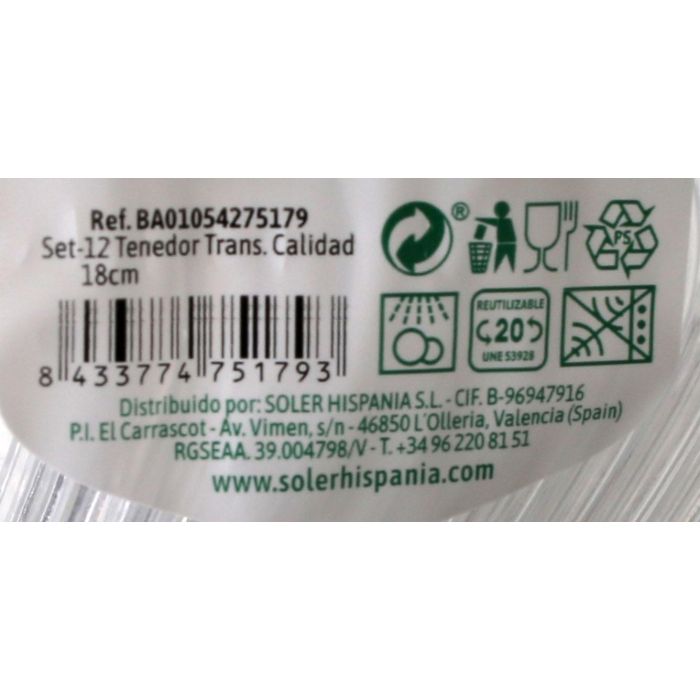 Ref. BA01054275179
Set-12 Tenedor Trans. Calidad
18cm
8 433774 751793
®
PS
REUTILIZABLE
20
UNE 53928
Distribuido por: SOLER HISPANIA S.L. - CIF. B-96947916
P.I. El Carrascot - Av. Vimen, s/n - 46850 L´Olleria, Valencia (Spain)
RGSEAA. 39.004798/V - T. +34 96 220 81 51
www.solerhispania.com